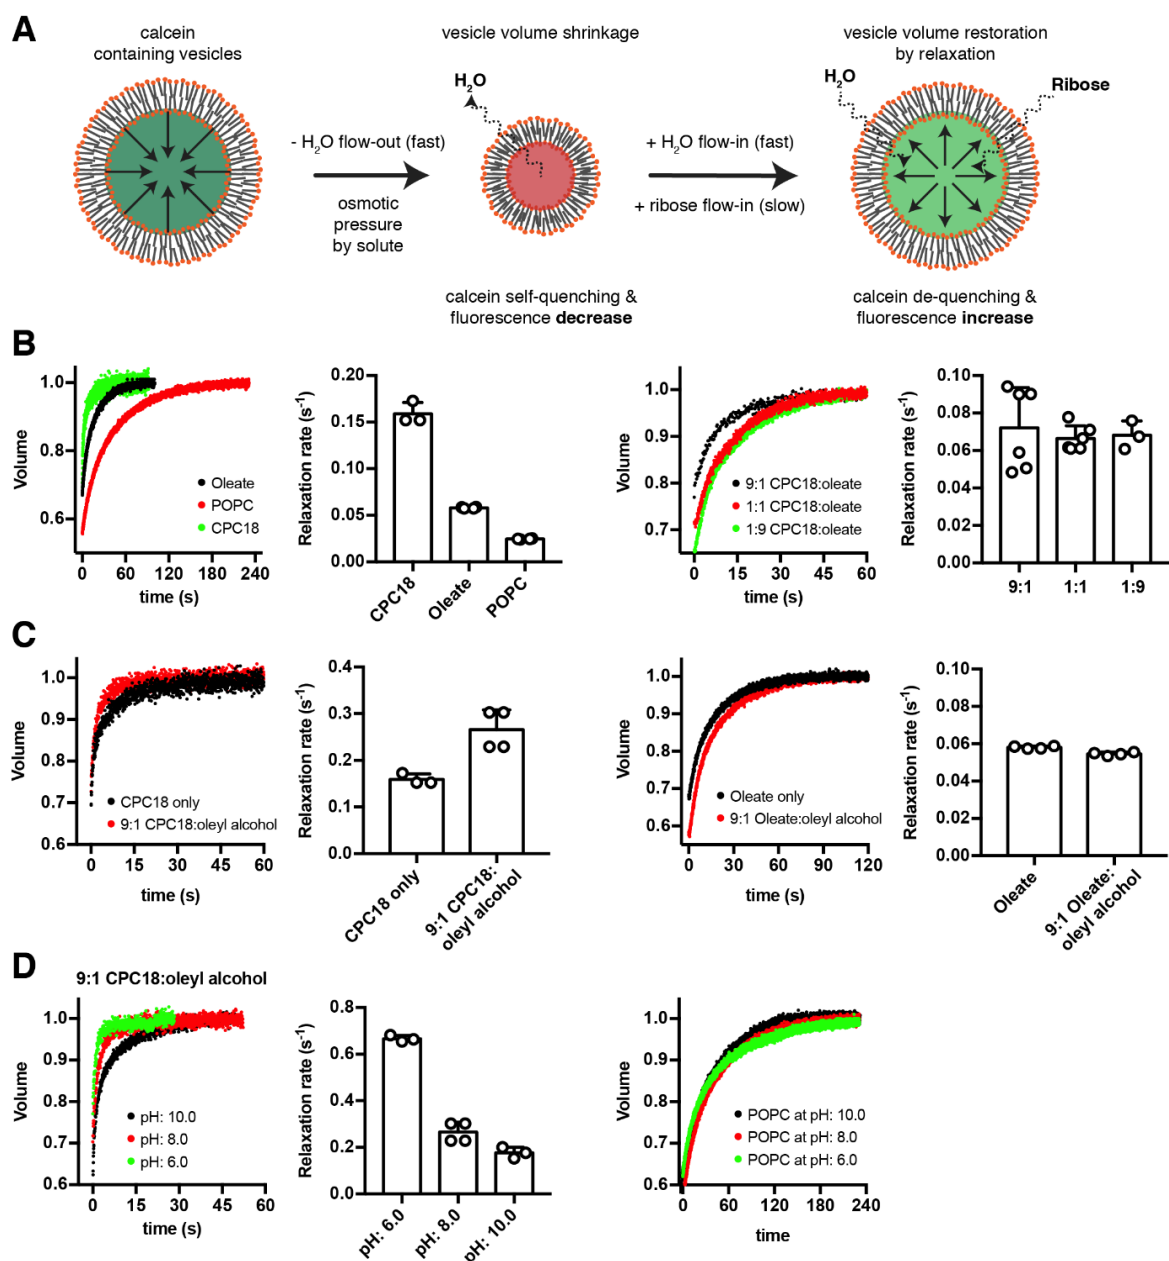 A
calcein
containing vesicles
vesicle volume shrinkage
vesicle volume restoration
by relaxation
H2O
H2O
Ribose
- H2O flow-out (fast)
osmotic
pressure
by solute
+ H2O flow-in (fast)
+ ribose flow-in (slow)
calcein self-quenching &
fluorescence decrease
calcein de-quenching &
fluorescence increase
B
Volume
1.0
0.8
0.6
0 60 120 180 240
time (s)
Oleate
POPC
CPC18
Relaxation rate (s-1)
0.20
0.15
0.10
0.05
0.00
CPC18
Oleate
POPC
Volume
1.0
0.9
0.8
0.7
0 15 30 45 60
time (s)
9:1 CPC18:oleate
1:1 CPC18:oleate
1:9 CPC18:oleate
Relaxation rate (s-1)
0.10
0.08
0.06
0.04
0.02
0.00
9:1 1:1 1:9
C
Volume
1.0
0.9
0.8
0.7
0.6
0 15 30 45 60
time (s)
CPC18 only
9:1 CPC18:oleyl alcohol
Relaxation rate (s-1)
0.4
0.3
0.2
0.1
0.0
CPC18 only
9:1 CPC18:
oleyl alcohol
Volume
1.0
0.9
0.8
0.7
0.6
0 30 60 90 120
time (s)
Oleate only
9:1 Oleate:oleyl alcohol
Relaxation rate (s-1)
0.10
0.08
0.06
0.04
0.02
0.00
Oleate
9:1 Oleate:
oleyl alcohol
D
9:1 CPC18:oleyl alcohol
Volume
1.0
0.9
0.8
0.7
0.6
0 15 30 45 60
time (s)
pH: 10.0
pH: 8.0
pH: 6.0
Relaxation rate (s-1)
0.8
0.6
0.4
0.2
0.0
pH: 6.0
pH: 8.0
pH: 10.0
Volume
1.0
0.9
0.8
0.7
0.6
0 60 120 180 240
time
POPC at pH: 10.0
POPC at pH: 8.0
POPC at pH: 6.0